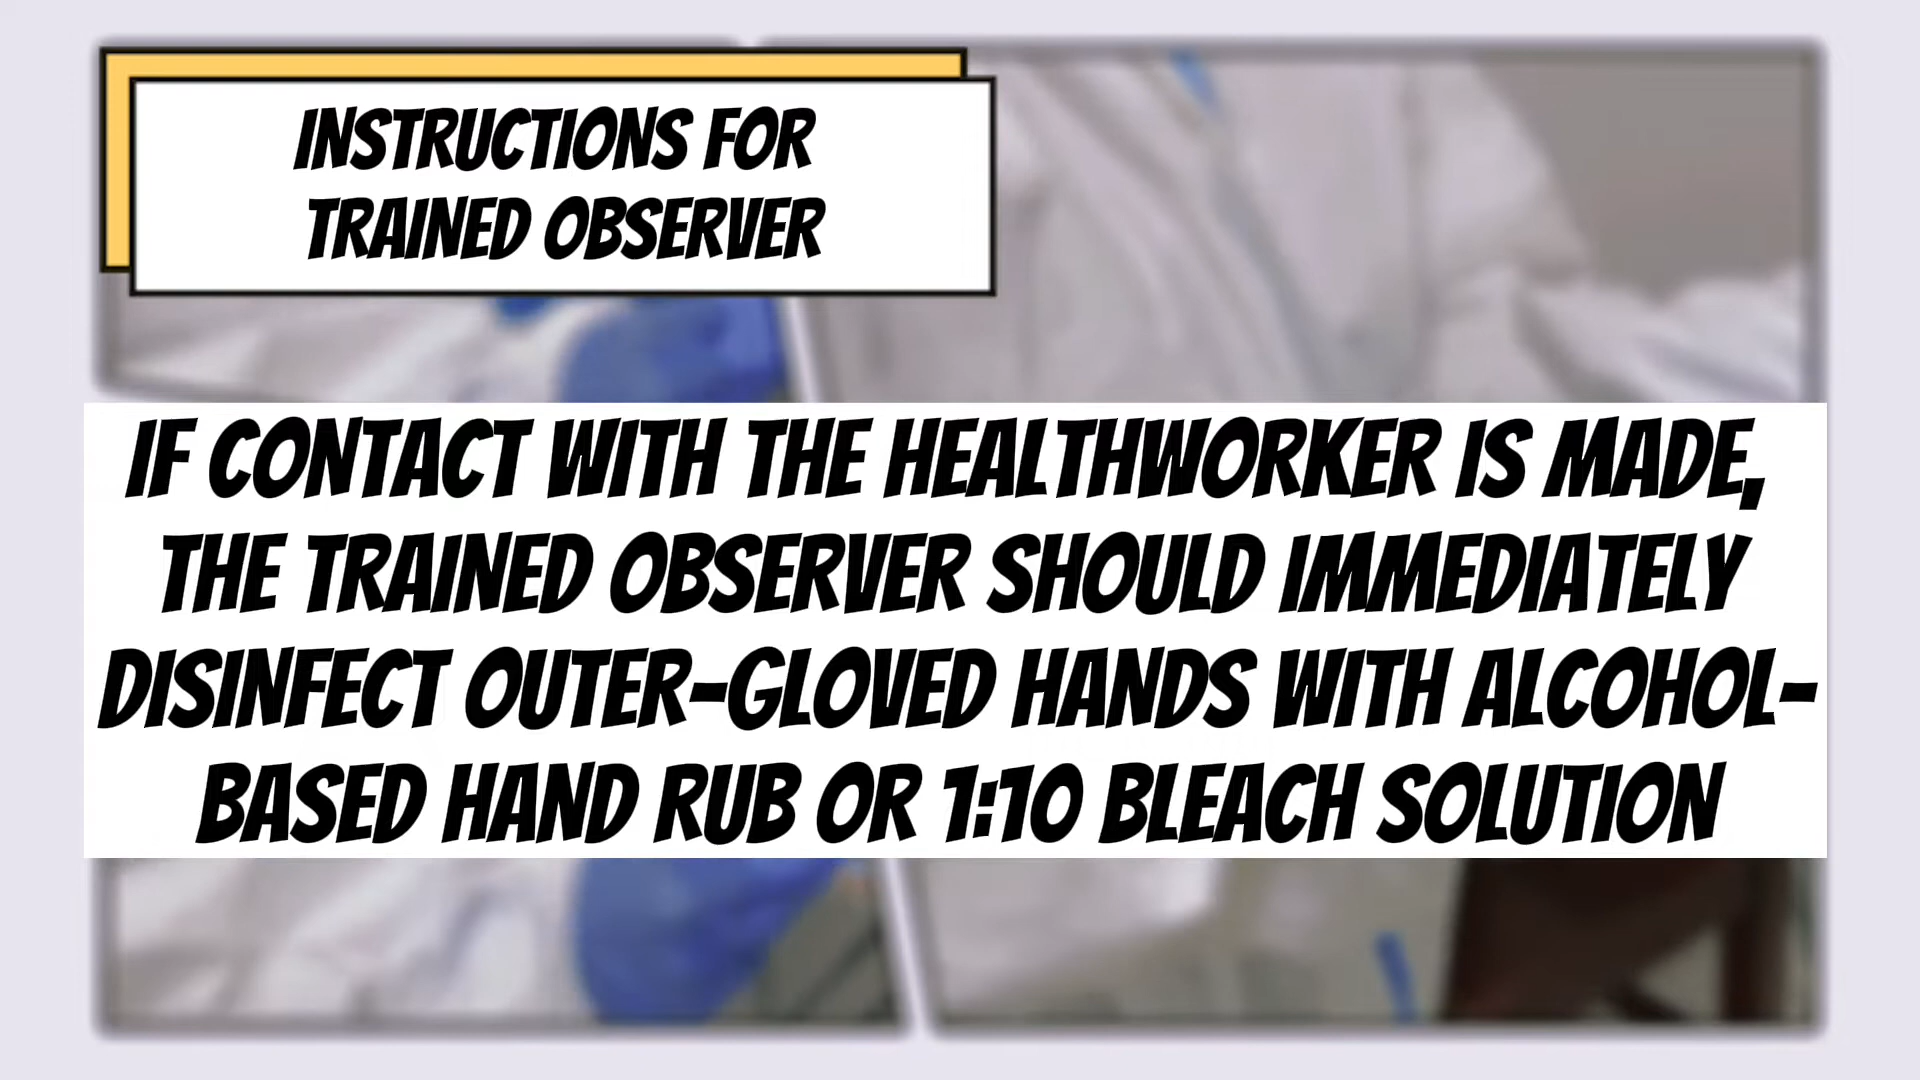 INSTRUCTIONS FOR
TRAINED OBSERVER
IF CONTACT WITH THE HEALTHWORKER IS MADE,
THE TRAINED OBSERVER SHOULD IMMEDIATELY
DISINFECT OUTER-GLOVED HANDS WITH ALCOHOL-
BASED HAND RUB OR 1:10 BLEACH SOLUTION